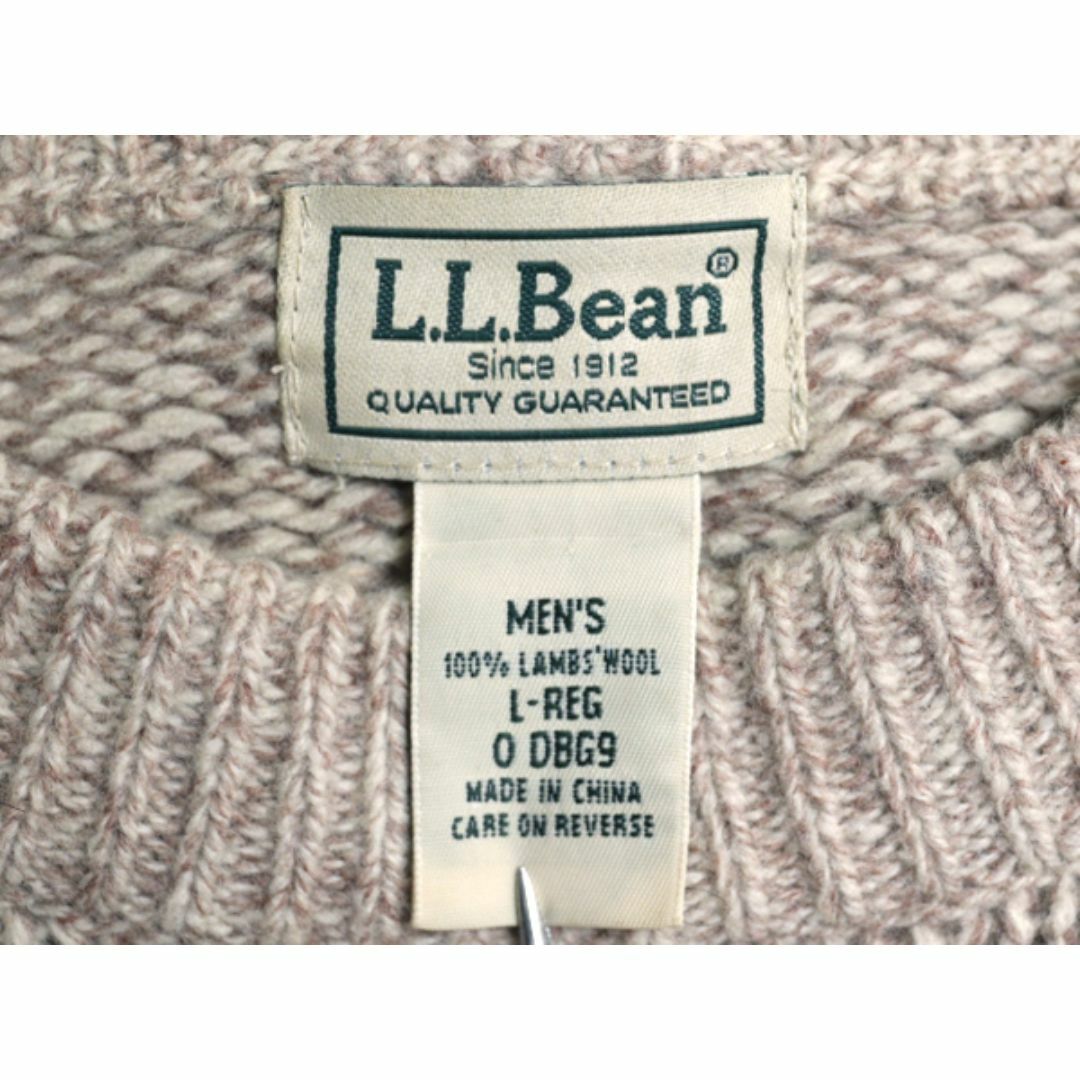 L.L.Bean®
Since 1912
QUALITY GUARANTEED
MEN'S
100% LAMBS' WOOL
L-REG
0 DBG9
MADE IN CHINA
CARE ON REVERSE